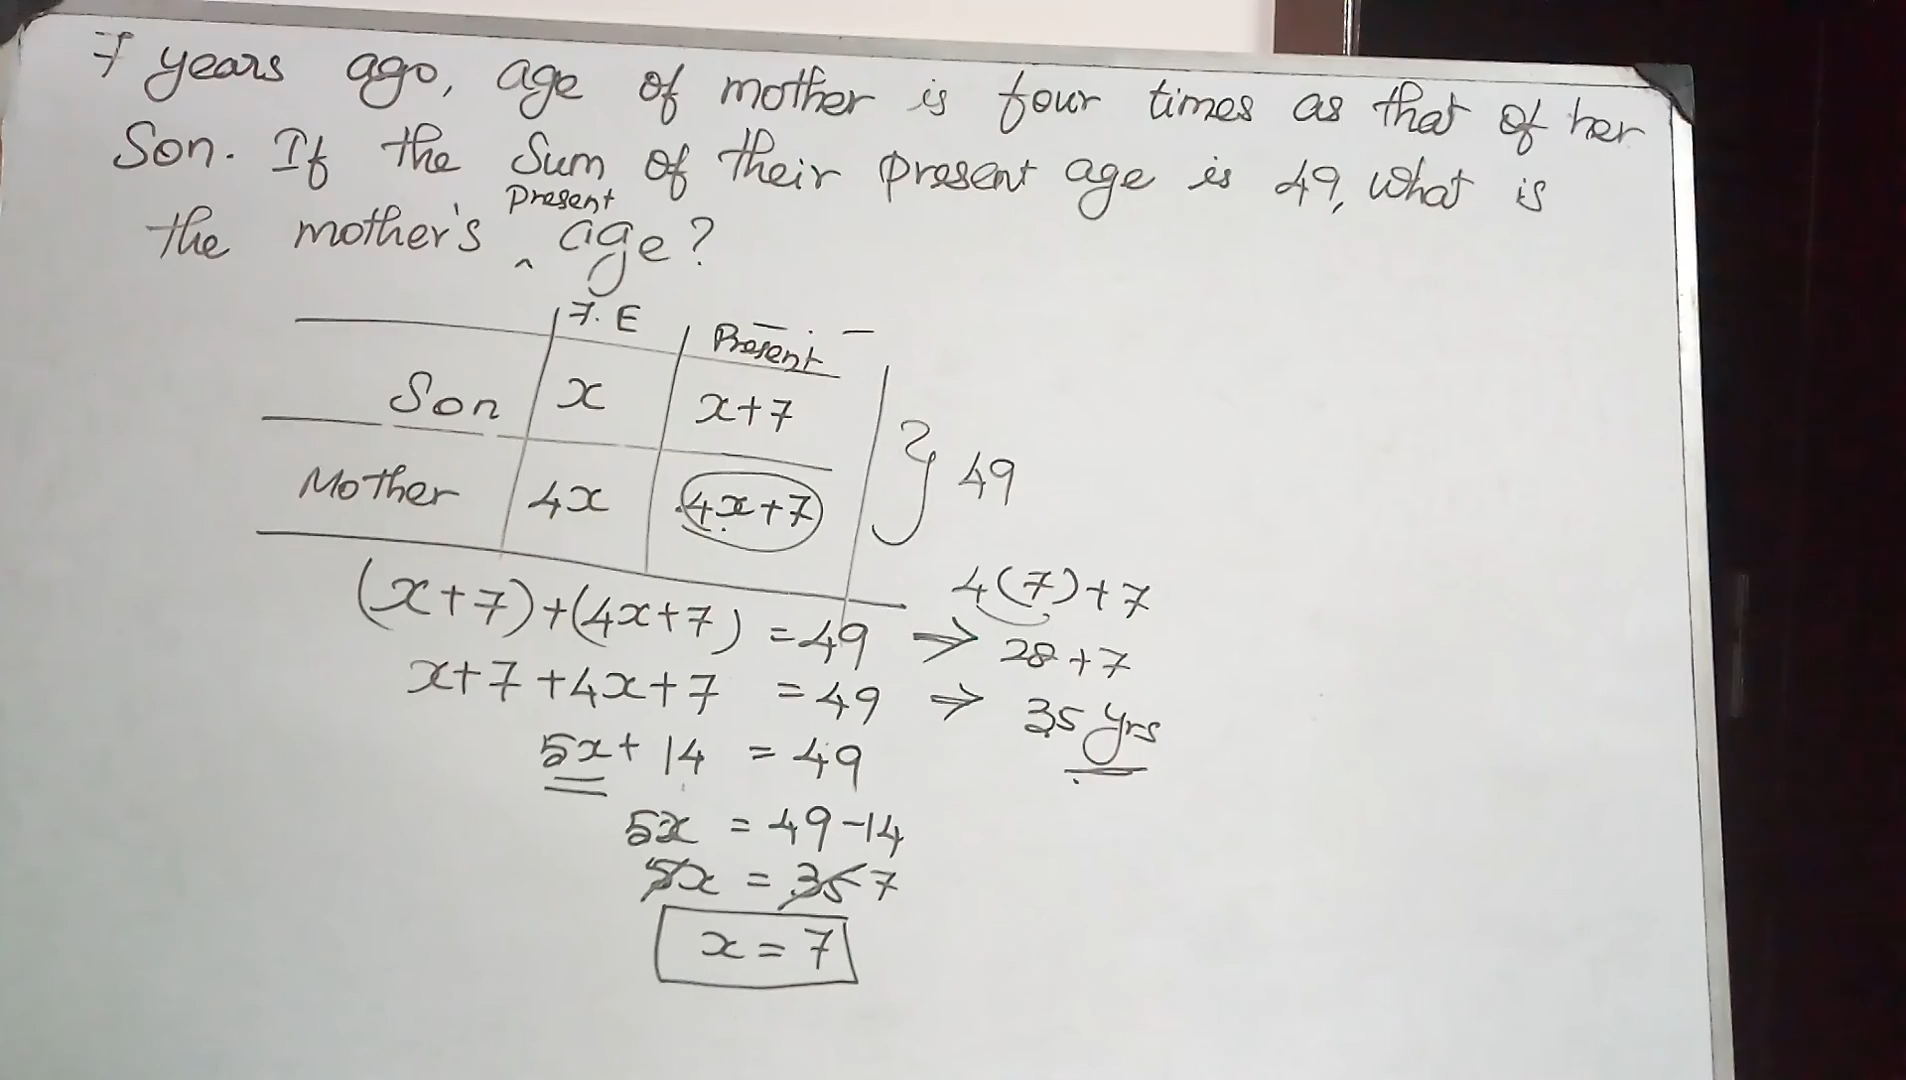 7 years ago, age of mother is four times as that of her
Son. If the Sum of their present age is 49, what is
the mother's ^ present age?
7. E Present
Son x x+7
Mother 4x 4x+7
} 49
(x+7)+(4x+7) = 49 ⇒ 4(7)+7
28+7
x+7+4x+7 = 49 ⇒ 35 yrs
5x+14 = 49
5x = 49-14
5x = 35 7
x = 7